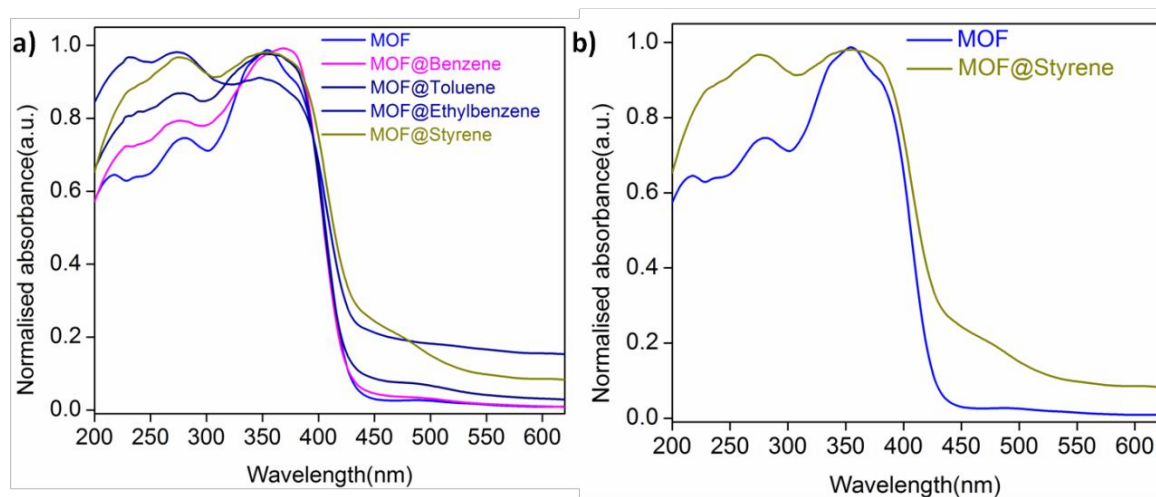 a)
Normalised absorbance(a.u.)
1.0
0.8
0.6
0.4
0.2
0.0
MOF
MOF@Benzene
MOF@Toluene
MOF@Ethylbenzene
MOF@Styrene
200 250 300 350 400 450 500 550 600
Wavelength(nm)
b)
Normalised absorbance(a.u.)
1.0
0.8
0.6
0.4
0.2
0.0
MOF
MOF@Styrene
200 250 300 350 400 450 500 550 600
Wavelength(nm)